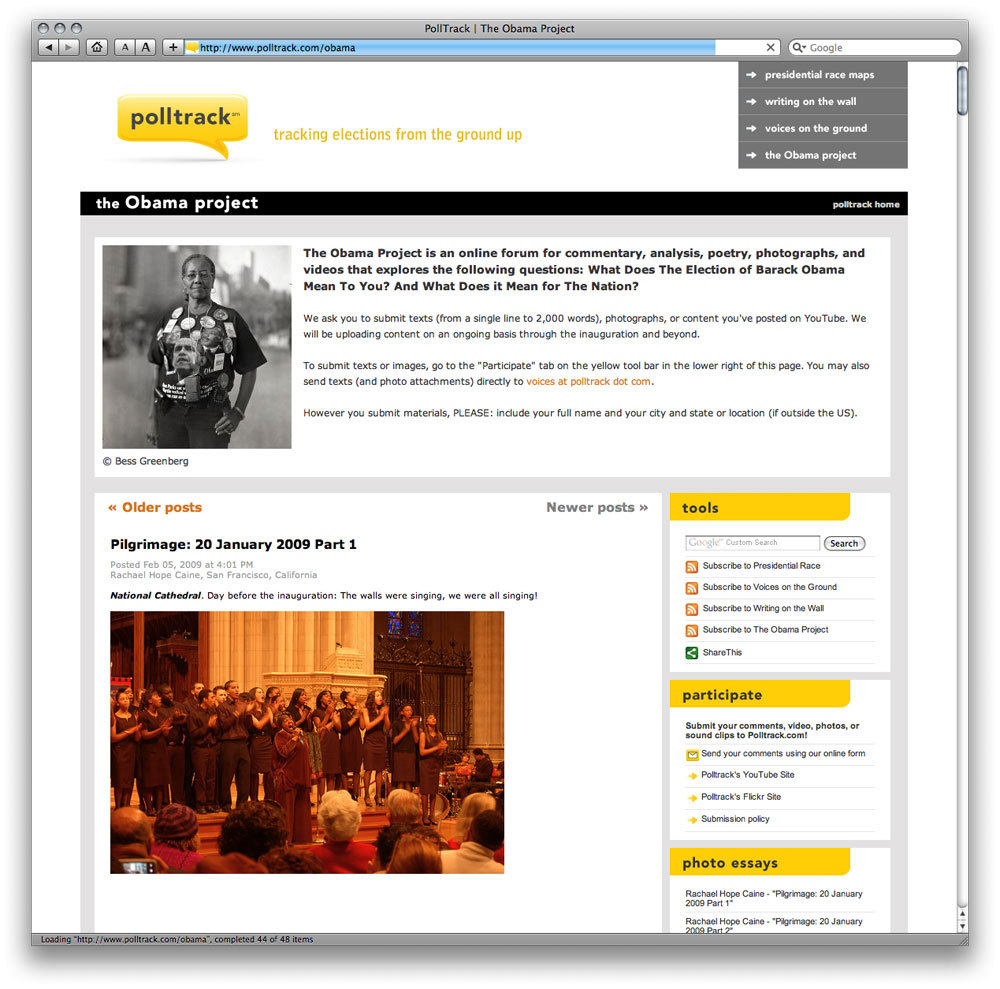 PollTrack | The Obama Project
A A + http://www.polltrack.com/obama Google
presidential race maps
writing on the wall
voices on the ground
the Obama project
polltrack sm
tracking elections from the ground up
the Obama project
polltrack home
The Obama Project is an online forum for commentary, analysis, poetry, photographs, and
videos that explores the following questions: What Does The Election of Barack Obama
Mean To You? And What Does it Mean for The Nation?
We ask you to submit texts (from a single line to 2,000 words), photographs, or content you've posted on YouTube. We
will be uploading content on an ongoing basis through the inauguration and beyond.
To submit texts or images, go to the "Participate" tab on the yellow tool bar in the lower right of this page. You may also
send texts (and photo attachments) directly to voices at polltrack dot com.
However you submit materials, PLEASE: include your full name and your city and state or location (if outside the US).
© Bess Greenberg
« Older posts
Newer posts »
Pilgrimage: 20 January 2009 Part 1
Posted Feb 05, 2009 at 4:01 PM
Rachael Hope Caine, San Francisco, California
National Cathedral. Day before the inauguration: The walls were singing, we were all singing!
tools
Google™ Custom Search
Search
Subscribe to Presidential Race
Subscribe to Voices on the Ground
Subscribe to Writing on the Wall
Subscribe to The Obama Project
ShareThis
participate
Submit your comments, video, photos, or
sound clips to Polltrack.com!
Send your comments using our online form
Polltrack's YouTube Site
Polltrack's Flickr Site
Submission policy
photo essays
Rachael Hope Caine - "Pilgrimage: 20 January
2009 Part 1"
Rachael Hope Caine - "Pilgrimage: 20 January
2009 Part 2"
Loading "http://www.polltrack.com/obama", completed 44 of 48 items